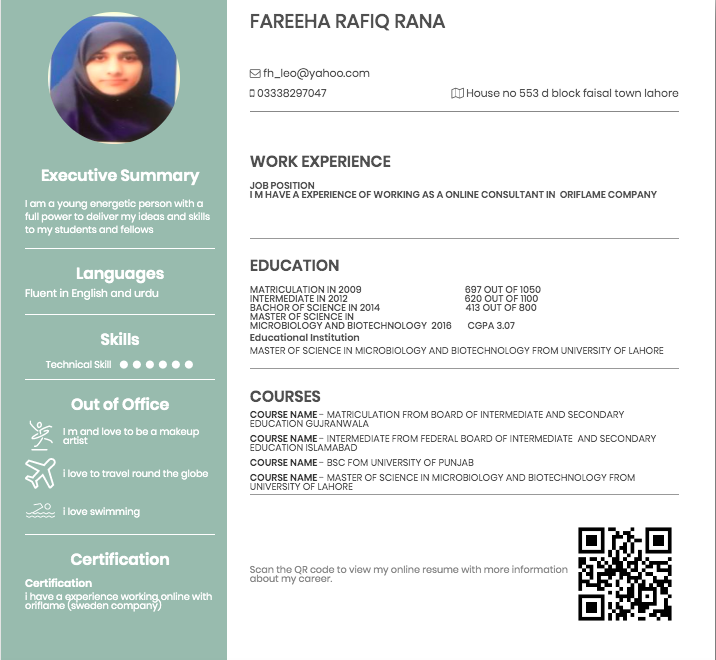 FAREEHA RAFIQ RANA
fh_leo@yahoo.com
03338297047
House no 553 d block faisal town lahore
Executive Summary
I am a young energetic person with a
full power to deliver my ideas and skills
to my students and fellows
Languages
Fluent in English and urdu
Skills
Technical Skill
Out of Office
I m and love to be a makeup
artist
i love to travel round the globe
i love swimming
Certification
Certification
i have a experience working online with
oriflame (sweden company)
WORK EXPERIENCE
JOB POSITION
I M HAVE A EXPERIENCE OF WORKING AS A ONLINE CONSULTANT IN ORIFLAME COMPANY
EDUCATION
MATRICULATION IN 2009 697 OUT OF 1050
INTERMEDIATE IN 2012 620 OUT OF 1100
BACHOR OF SCIENCE IN 2014 413 OUT OF 800
MASTER OF SCIENCE IN
MICROBIOLOGY AND BIOTECHNOLOGY 2016 CGPA 3.07
Educational Institution
MASTER OF SCIENCE IN MICROBIOLOGY AND BIOTECHNOLOGY FROM UNIVERSITY OF LAHORE
COURSES
COURSE NAME - MATRICULATION FROM BOARD OF INTERMEDIATE AND SECONDARY
EDUCATION GUJRANWALA
COURSE NAME - INTERMEDIATE FROM FEDERAL BOARD OF INTERMEDIATE AND SECONDARY
EDUCATION ISLAMABAD
COURSE NAME - BSC FOM UNIVERSITY OF PUNJAB
COURSE NAME - MASTER OF SCIENCE IN MICROBIOLOGY AND BIOTECHNOLOGY FROM
UNIVERSITY OF LAHORE
Scan the QR code to view my online resume with more information
about my career.